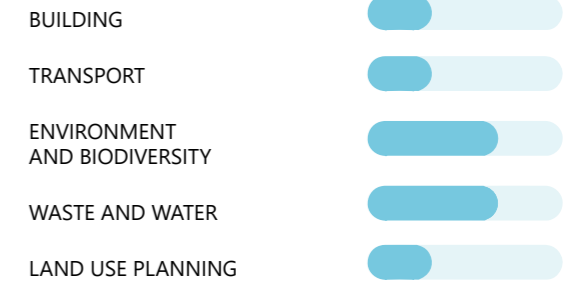 BUILDING
TRANSPORT
ENVIRONMENT
AND BIODIVERSITY
WASTE AND WATER
LAND USE PLANNING